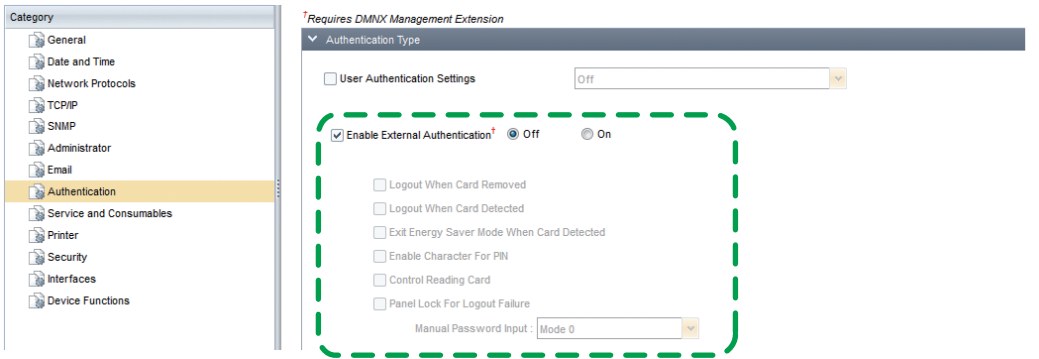 Category
General
Date and Time
Network Protocols
TCP/IP
SNMP
Administrator
Email
Authentication
Service and Consumables
Printer
Security
Interfaces
Device Functions
†Requires DMNX Management Extension
Authentication Type
User Authentication Settings Off
Enable External Authentication† Off On
Logout When Card Removed
Logout When Card Detected
Exit Energy Saver Mode When Card Detected
Enable Character For PIN
Control Reading Card
Panel Lock For Logout Failure
Manual Password Input : Mode 0